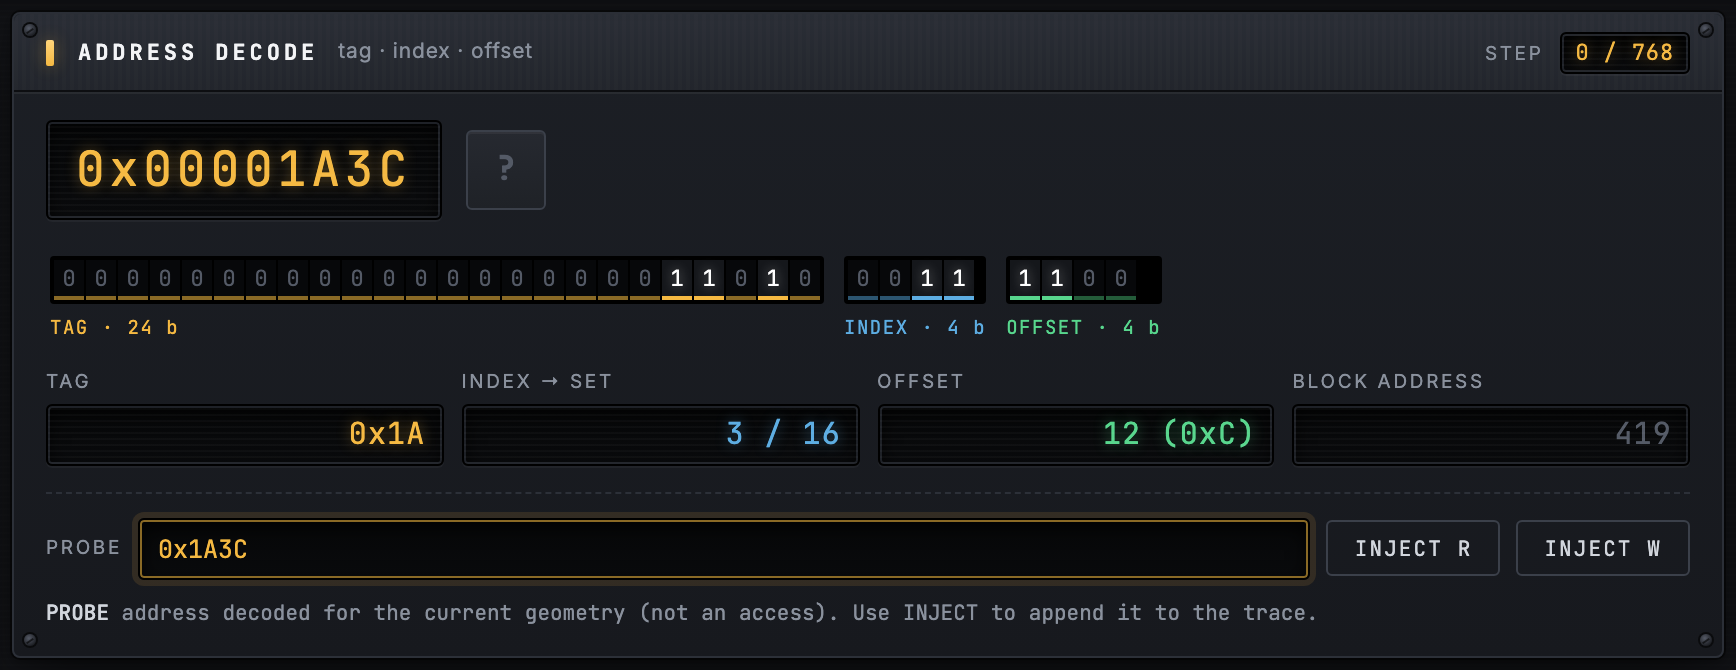 ADDRESS DECODE tag · index · offset STEP 0 / 768
0x00001A3C ?
0 0 0 0 0 0 0 0 0 0 0 0 0 0 0 0 0 0 0 1 1 0 1 0 0 0 1 1 1 1 0 0
TAG · 24 b INDEX · 4 b OFFSET · 4 b
TAG INDEX → SET OFFSET BLOCK ADDRESS
0x1A 3 / 16 12 (0xC) 419
PROBE 0x1A3C INJECT R INJECT W
PROBE address decoded for the current geometry (not an access). Use INJECT to append it to the trace.